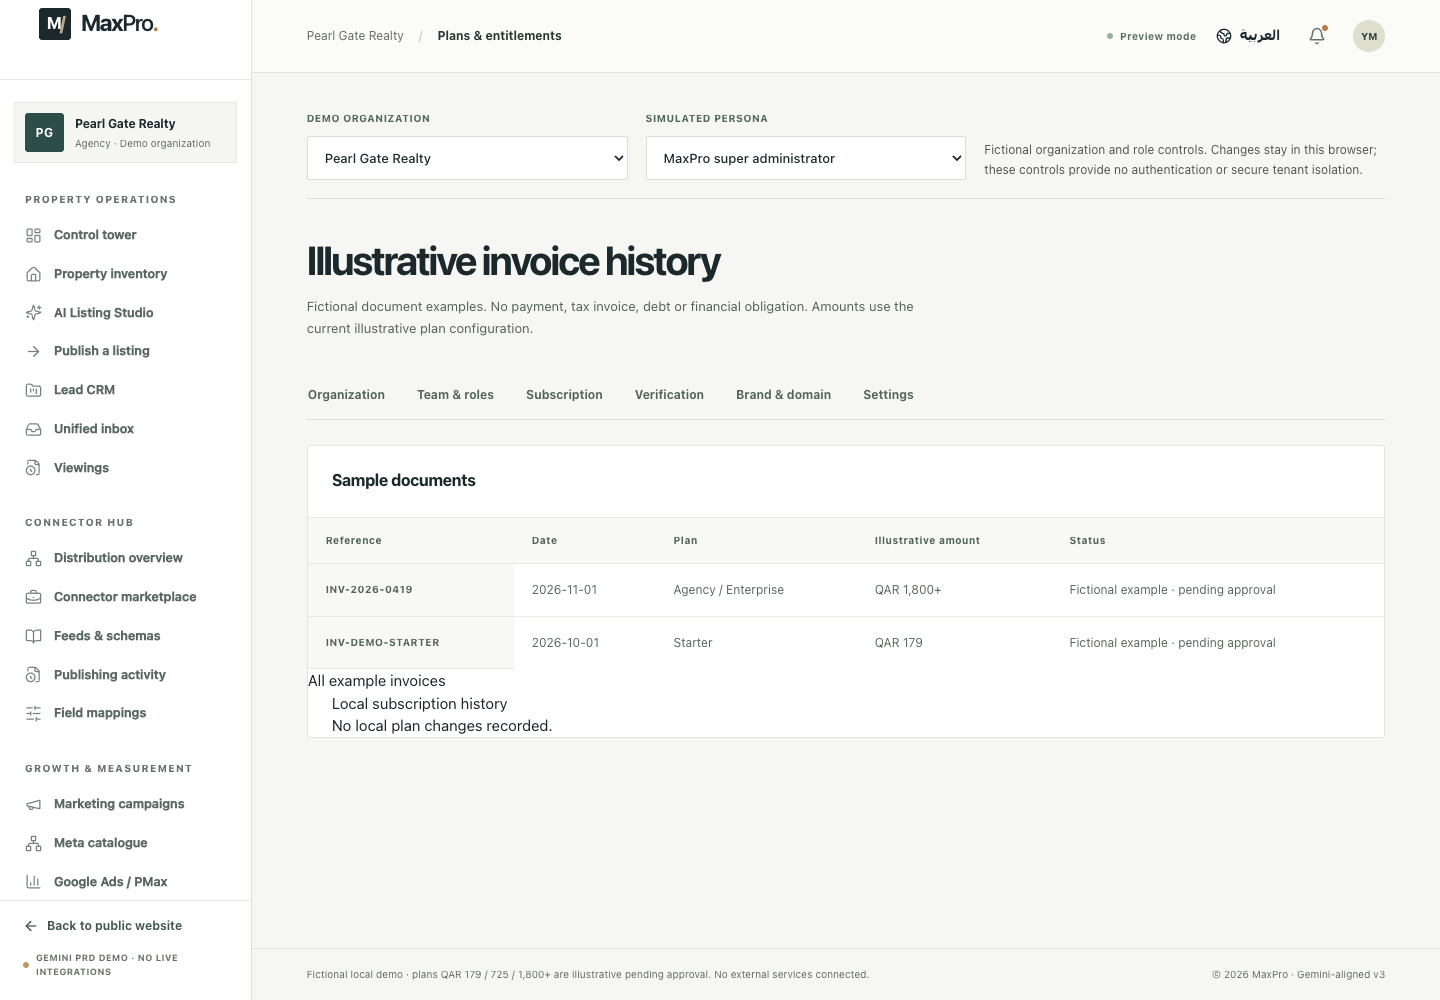 M/ MaxPro.
Pearl Gate Realty / Plans & entitlements
Preview mode
العربية
YM
PG
Pearl Gate Realty
Agency · Demo organization
PROPERTY OPERATIONS
Control tower
Property inventory
AI Listing Studio
Publish a listing
Lead CRM
Unified inbox
Viewings
CONNECTOR HUB
Distribution overview
Connector marketplace
Feeds & schemas
Publishing activity
Field mappings
GROWTH & MEASUREMENT
Marketing campaigns
Meta catalogue
Google Ads / PMax
Back to public website
GEMINI PRD DEMO · NO LIVE
INTEGRATIONS
DEMO ORGANIZATION
Pearl Gate Realty
SIMULATED PERSONA
MaxPro super administrator
Fictional organization and role controls. Changes stay in this browser;
these controls provide no authentication or secure tenant isolation.
Illustrative invoice history
Fictional document examples. No payment, tax invoice, debt or financial obligation. Amounts use the
current illustrative plan configuration.
Organization Team & roles Subscription Verification Brand & domain Settings
Sample documents
Reference Date Plan Illustrative amount Status
INV-2026-0419 2026-11-01 Agency / Enterprise QAR 1,800+ Fictional example · pending approval
INV-DEMO-STARTER 2026-10-01 Starter QAR 179 Fictional example · pending approval
All example invoices
Local subscription history
No local plan changes recorded.
Fictional local demo · plans QAR 179 / 725 / 1,800+ are illustrative pending approval. No external services connected.
© 2026 MaxPro · Gemini-aligned v3